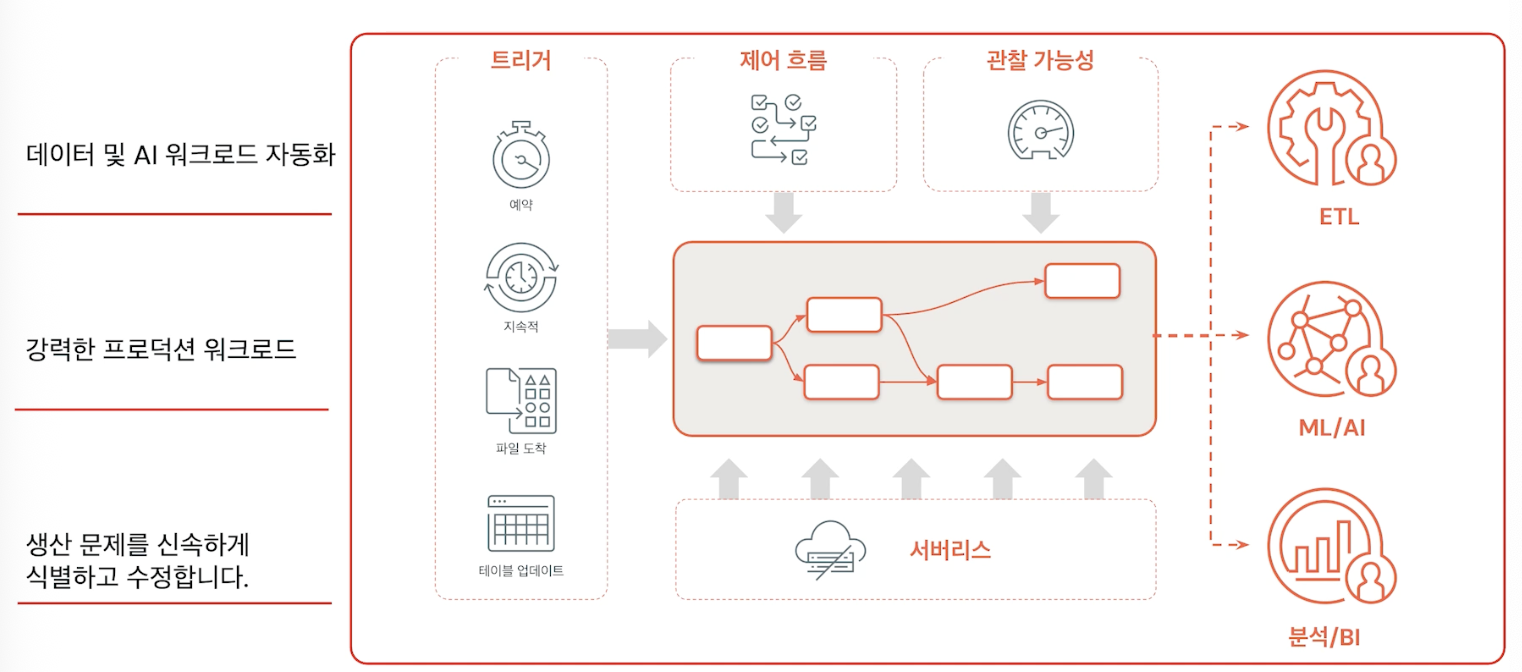 데이터 및 AI 워크로드 자동화
강력한 프로덕션 워크로드
생산 문제를 신속하게
식별하고 수정합니다.
트리거
예약
지속적
파일 도착
테이블 업데이트
제어 흐름
관찰 가능성
서버리스
ETL
ML/AI
분석/BI